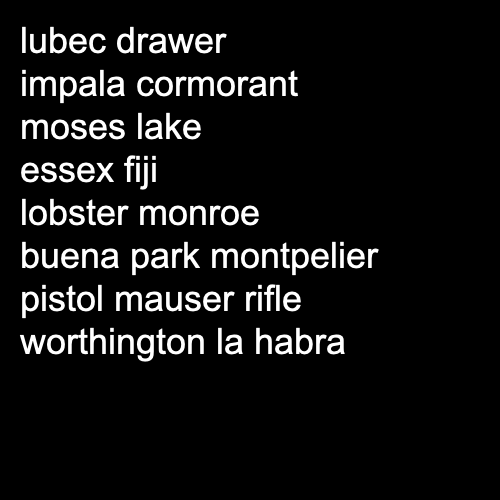 lubec drawer
impala cormorant
moses lake
essex fiji
lobster monroe
buena park montpelier
pistol mauser rifle
worthington la habra